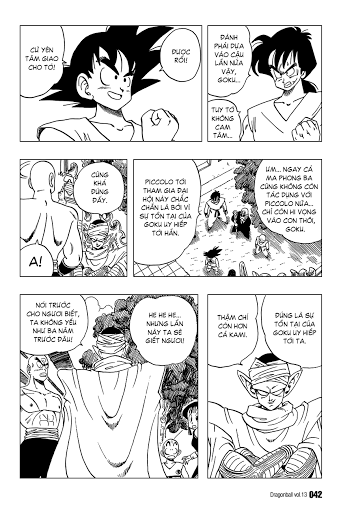 ĐÀNH
PHẢI DỰA
VÀO CẬU
LẦN NỮA
VẬY,
GOKU...
TUY TỚ
KHÔNG
CAM
TÂM...
ĐƯỢC
RỒI!
CỨ YÊN
TÂM GIAO
CHO TỚ!
ƯM... NGAY CẢ
MA PHONG BA
CŨNG KHÔNG CÒN
TÁC DỤNG VỚI
PICCOLO NỮA...
CHỈ CÒN HI VỌNG
VÀO CON THÔI,
GOKU.
PICCOLO TỚI
THAM GIA ĐẠI
HỘI NÀY CHẮC
CHẮN LÀ BỞI VÌ
SỰ TỒN TẠI CỦA
GOKU UY HIẾP
TỚI HẮN.
CŨNG
KHÁ
ĐÚNG
ĐẤY.
A!
ĐÚNG LÀ SỰ
TỒN TẠI CỦA
GOKU UY HIẾP
TỚI TA.
THẬM CHÍ
CÒN HƠN
CẢ KAMI.
HE HE HE...
NHƯNG LẦN
NÀY TA SẼ
GIẾT NGƯƠI!
NÓI TRƯỚC
CHO NGƯƠI BIẾT,
TA KHÔNG YẾU
NHƯ BA NĂM
TRƯỚC ĐÂU!
Dragonball vol.13 042